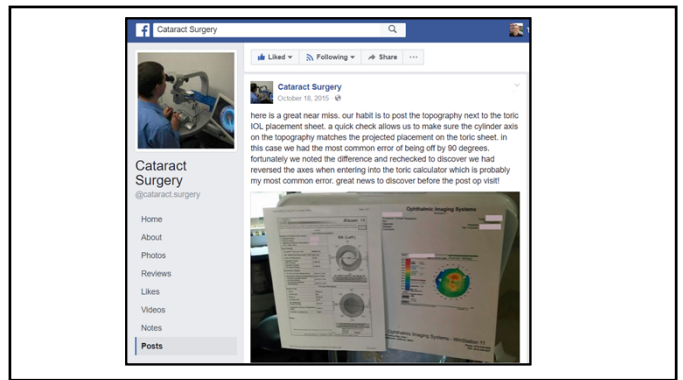 Cataract Surgery
Liked
Following
Share
Cataract Surgery
October 18, 2015
here is a great near miss. our habit is to post the topography next to the toric
IOL placement sheet. a quick check allows us to make sure the cylinder axis
on the topography matches the projected placement on the toric sheet. in
this case we had the most common error of being off by 90 degrees.
fortunately we noted the difference and rechecked to discover we had
reversed the axes when entering into the toric calculator which is probably
my most common error. great news to discover before the post op visit!
Cataract
Surgery
@cataract.surgery
Home
About
Photos
Reviews
Likes
Videos
Notes
Posts
Ophthalmic Imaging Systems
Ophthalmic Imaging Systems - WinStation 11